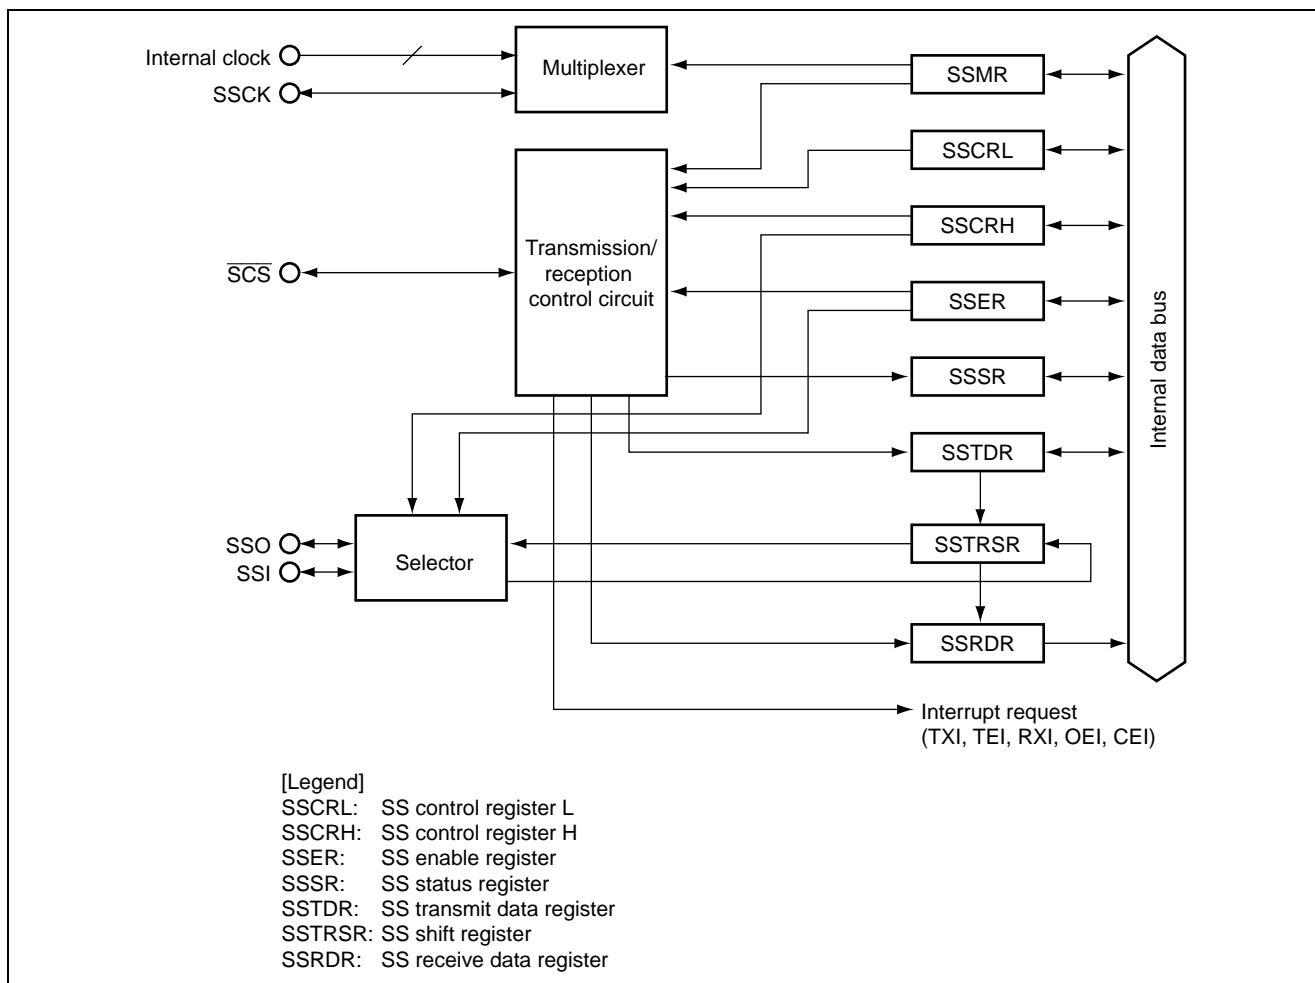 Internal clock
SSCK
Multiplexer
SSMR
SSCRL
SSCRH
Transmission/
reception
control circuit
SCS
SSER
SSSR
Internal data bus
SSTDR
SSO
SSI
Selector
SSTRSR
SSRDR
Interrupt request
(TXI, TEI, RXI, OEI, CEI)
[Legend]
SSCRL: SS control register L
SSCRH: SS control register H
SSER: SS enable register
SSSR: SS status register
SSTDR: SS transmit data register
SSTRSR: SS shift register
SSRDR: SS receive data register